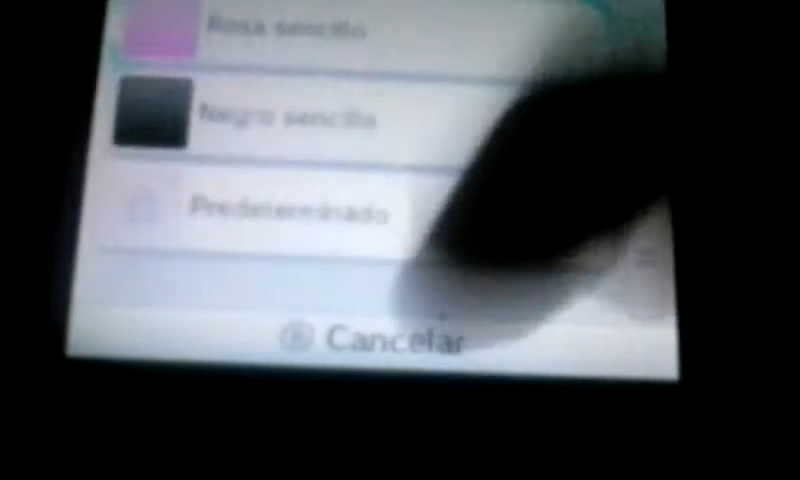 Rosa sencillo
Negro sencillo
Predeterminado
Ⓑ Cancelar